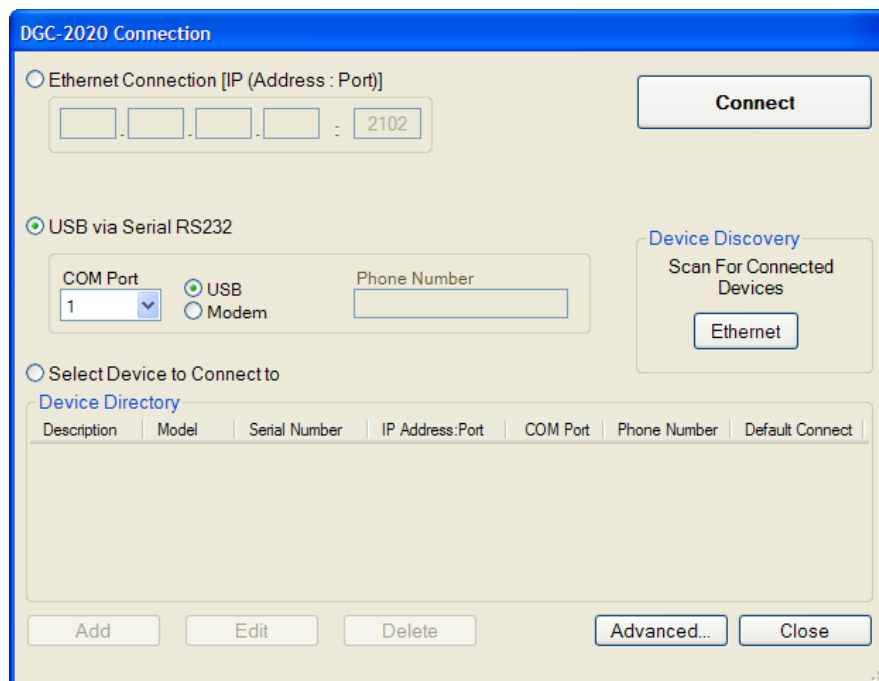 DGC-2020 Connection
Ethernet Connection [IP (Address : Port)]
. . . : 2102
Connect
USB via Serial RS232
COM Port
1
USB
Modem
Phone Number
Device Discovery
Scan For Connected
Devices
Ethernet
Select Device to Connect to
Device Directory
Description Model Serial Number IP Address:Port COM Port Phone Number Default Connect
Add Edit Delete Advanced... Close